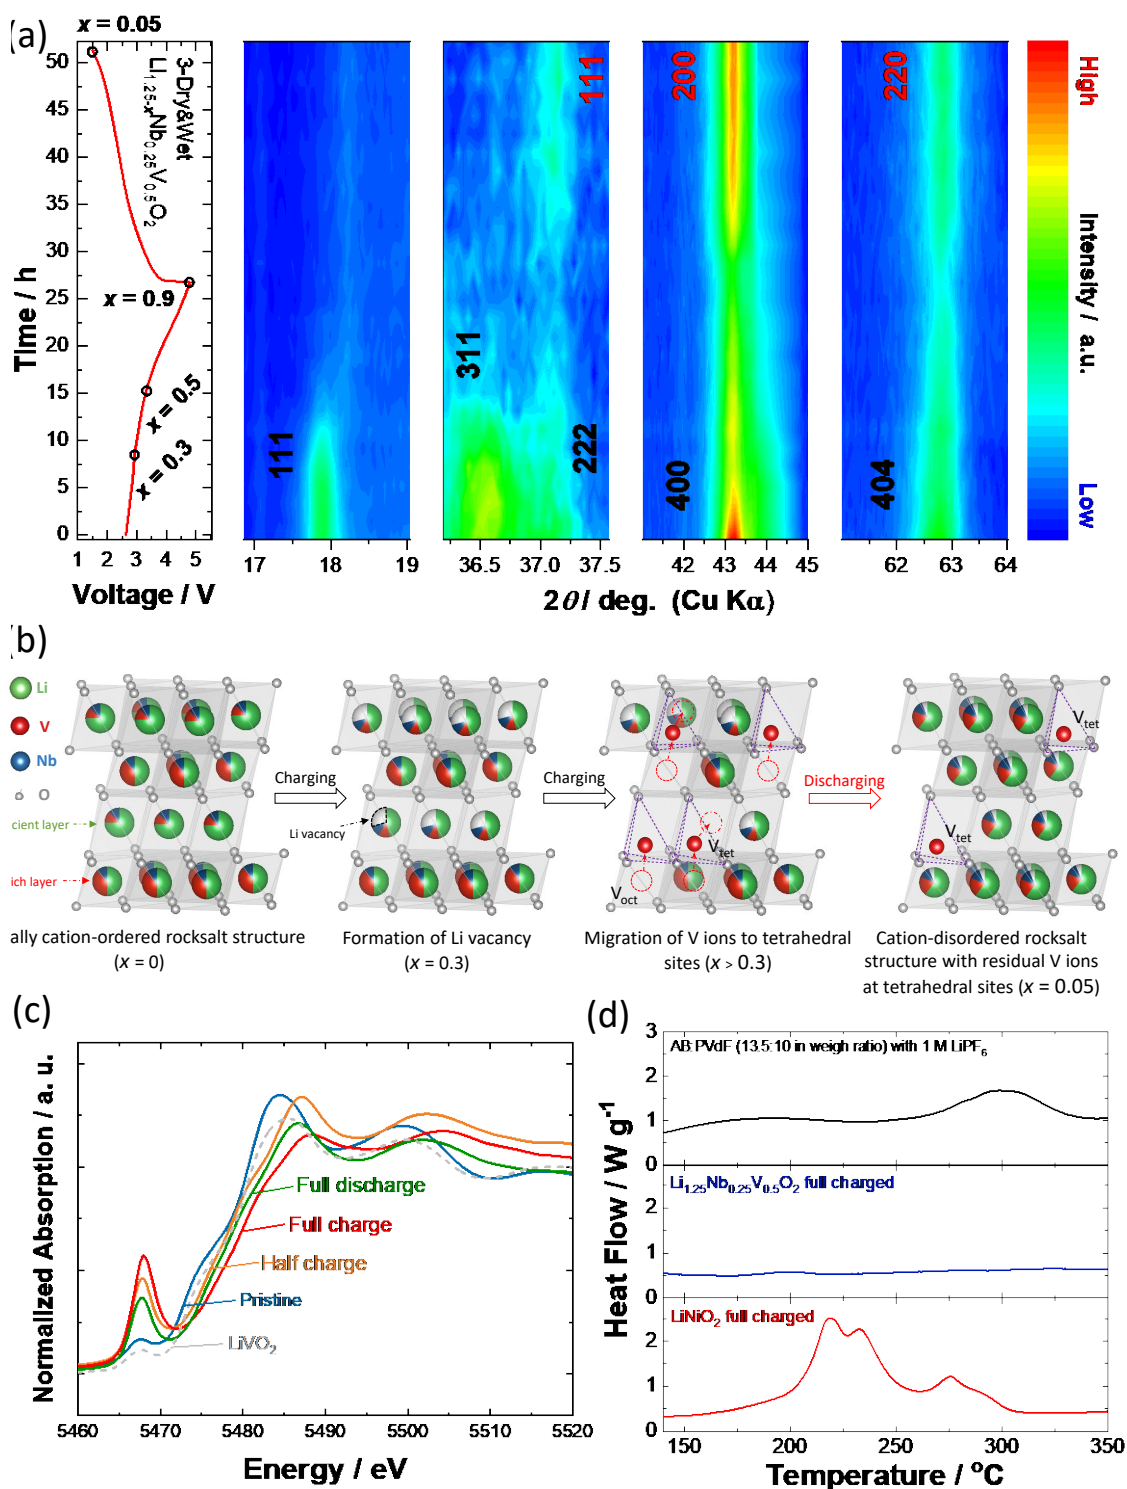 (a)
x = 0.05
3-Dry&Wet
Li1.25-xNb0.25V0.5O2
x = 0.9
x = 0.5
x = 0.3
50
45
40
35
30
25
20
15
10
5
0
Time / h
1 2 3 4 5
Voltage / V
111
311
111
222
200
400
220
404
17 18 19
36.5 37.0 37.5
42 43 44 45
62 63 64
2θ / deg. (Cu Kα)
High
Intensity / a.u.
Low
(b)
Li
V
Nb
O
cient layer
ich layer
Charging
Li vacancy
Charging
Vtet
Voct
Discharging
Vtet
Vtet
ally cation-ordered rocksalt structure
(x = 0)
Formation of Li vacancy
(x = 0.3)
Migration of V ions to tetrahedral
sites (x > 0.3)
Cation-disordered rocksalt
structure with residual V ions
at tetrahedral sites (x = 0.05)
(c)
Normalized Absorption / a. u.
Full discharge
Full charge
Half charge
Pristine
LiVO2
5460 5470 5480 5490 5500 5510 5520
Energy / eV
(d)
Heat Flow / W g-1
3
2
1
0
AB:PVdF (13.5:10 in weigh ratio) with 1 M LiPF6
2
1
0
Li1.25Nb0.25V0.5O2 full charged
2
1
0
LiNiO2 full charged
150 200 250 300 350
Temperature / °C